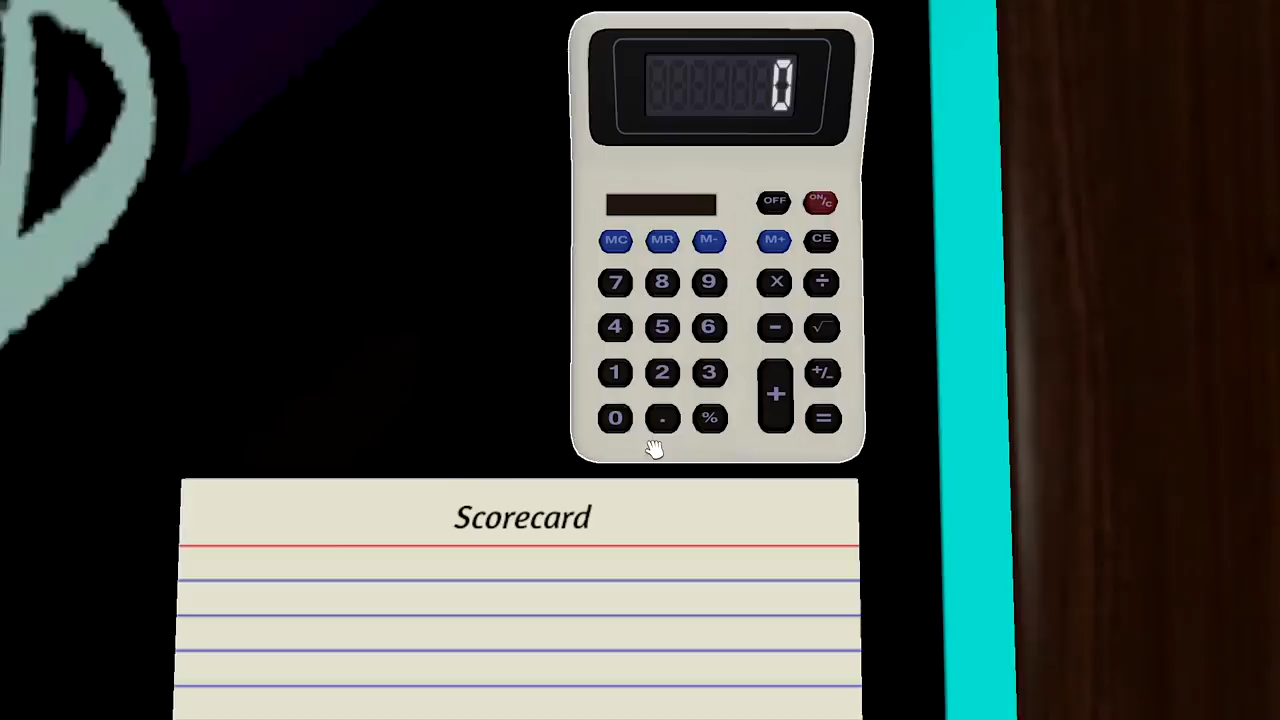 D
0
OFF ON/C
MC MR M- M+ CE
7 8 9 X ÷
4 5 6 - √
1 2 3 + +/-
0 . % =
Scorecard